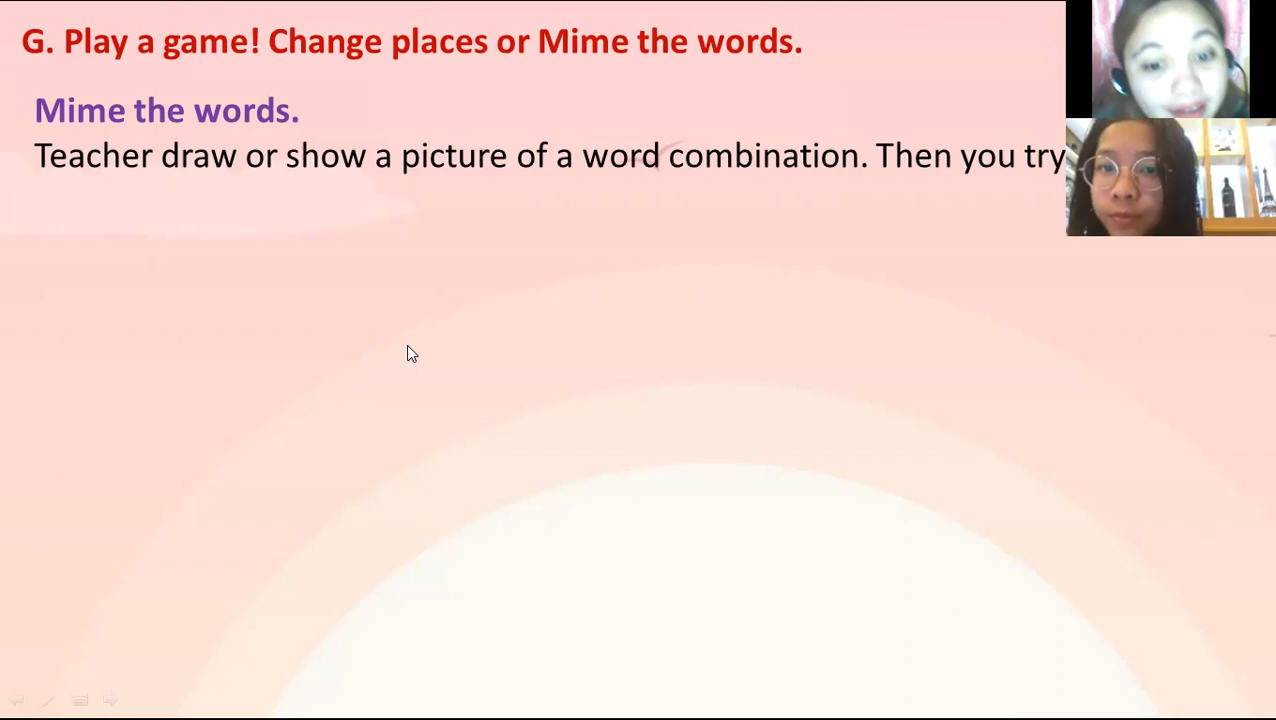 G. Play a game! Change places or Mime the words.
Mime the words.
Teacher draw or show a picture of a word combination. Then you try